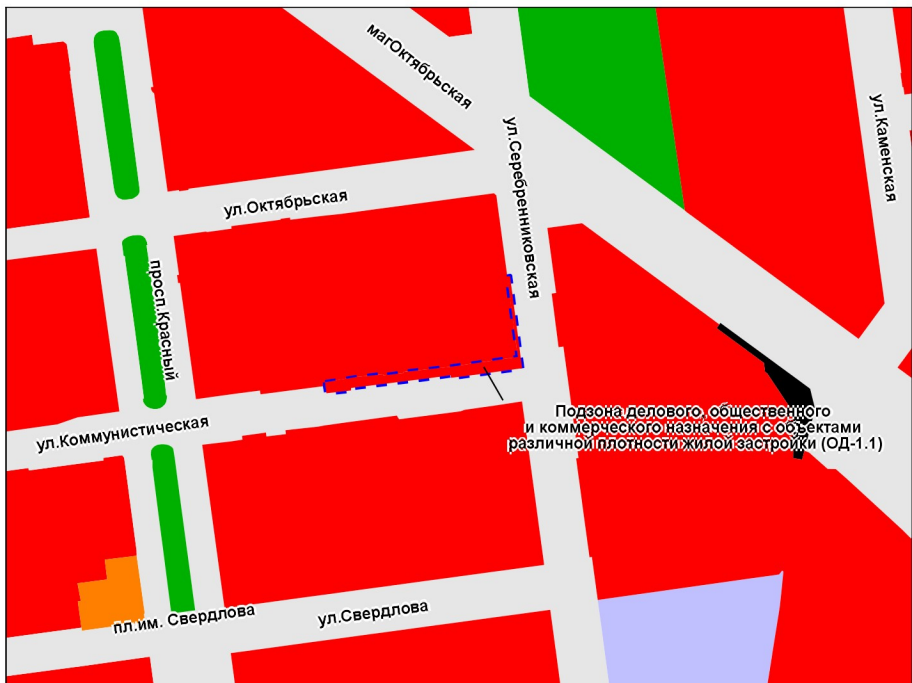 магОктябрьская
ул.Каменская
ул.Серебренниковская
ул.Октябрьская
просп.Красный
Подзона делового, общественного
и коммерческого назначения с объектами
различной плотности жилой застройки (ОД-1.1)
ул.Коммунистическая
пл.им. Свердлова
ул.Свердлова